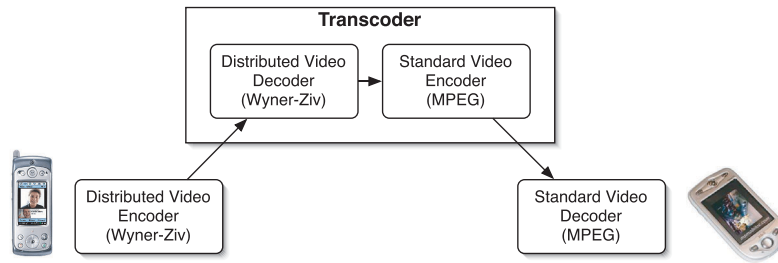 Transcoder
Distributed Video
Decoder
(Wyner-Ziv)
Standard Video
Encoder
(MPEG)
Distributed Video
Encoder
(Wyner-Ziv)
Standard Video
Decoder
(MPEG)